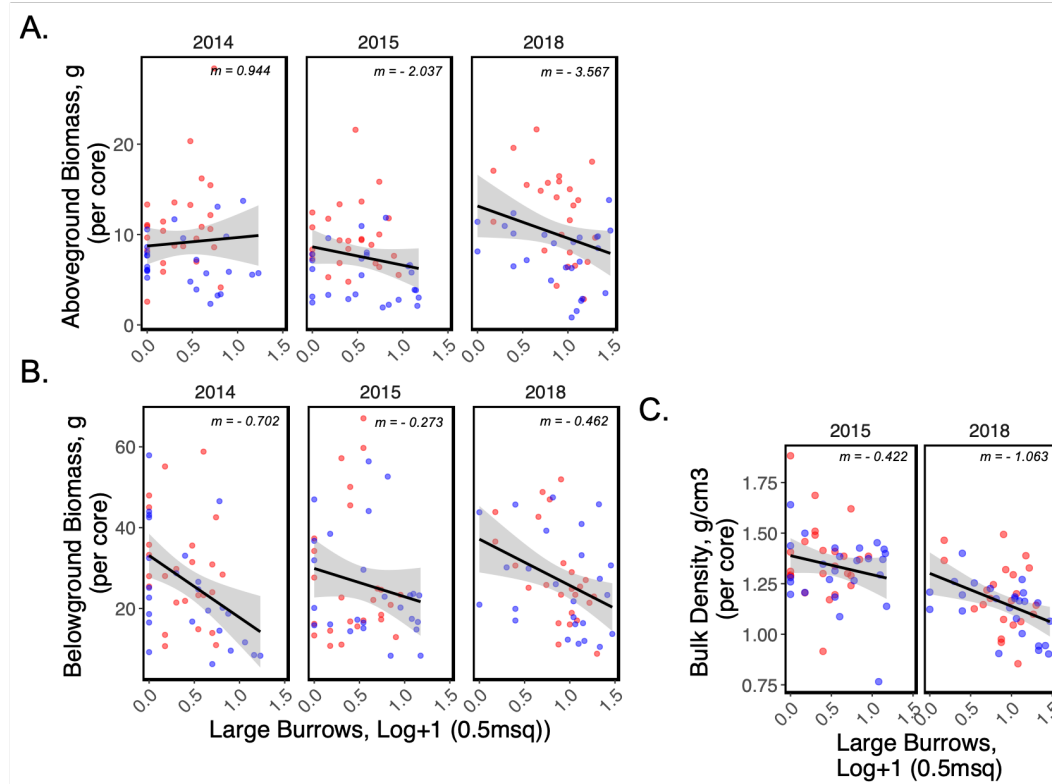 A.
2014 2015 2018
m = 0.944 m = - 2.037 m = - 3.567
Aboveground Biomass, g
(per core)
20
10
0
0.0 0.5 1.0 1.5 0.0 0.5 1.0 1.5 0.0 0.5 1.0 1.5
B.
2014 2015 2018
m = - 0.702 m = - 0.273 m = - 0.462
Belowground Biomass, g
(per core)
60
40
20
0.0 0.5 1.0 1.5 0.0 0.5 1.0 1.5 0.0 0.5 1.0 1.5
Large Burrows, Log+1 (0.5msq))
C.
2015 2018
m = - 0.422 m = - 1.063
Bulk Density, g/cm3
(per core)
1.75
1.50
1.25
1.00
0.75
0.0 0.5 1.0 1.5 0.0 0.5 1.0 1.5
Large Burrows,
Log+1 (0.5msq)